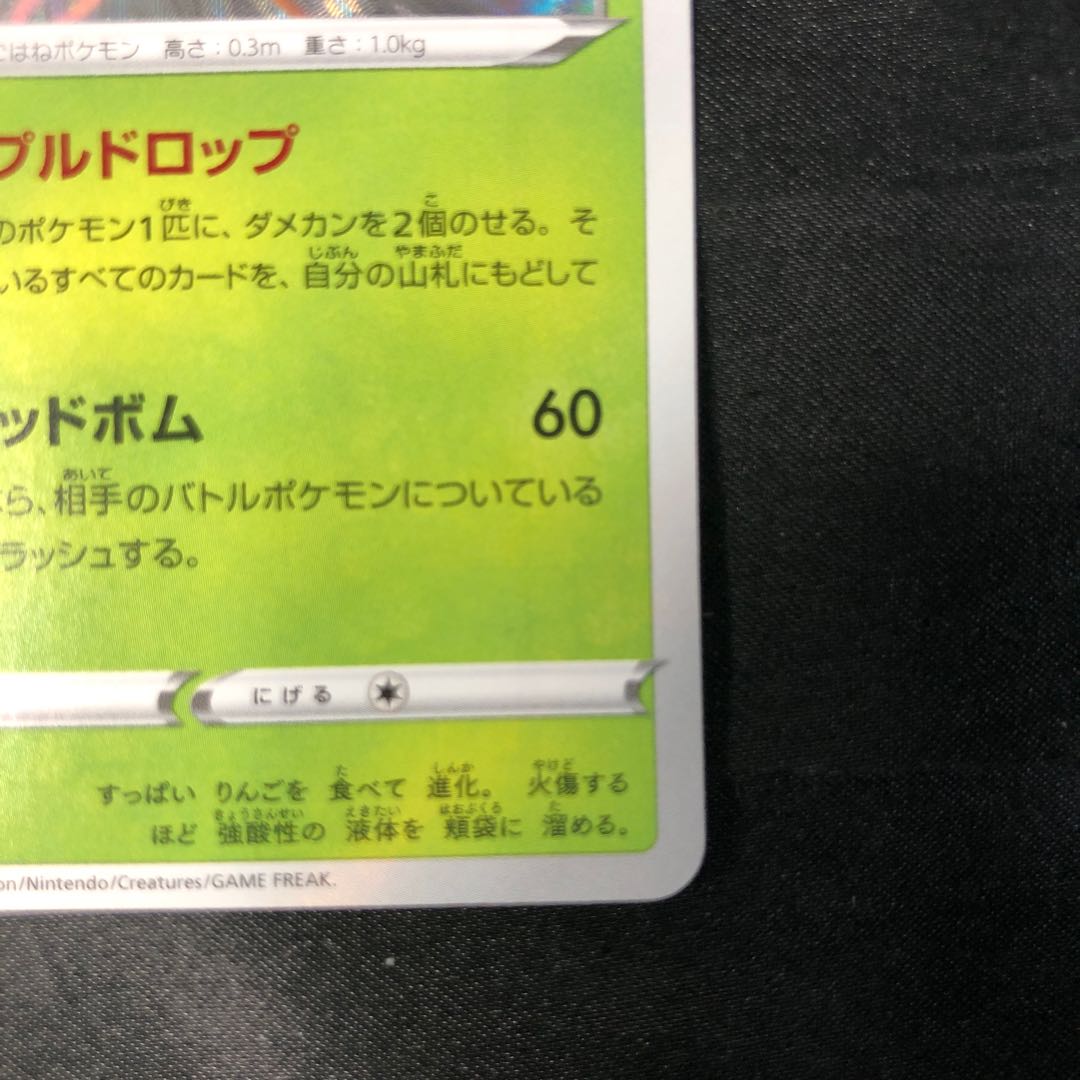 ごはねポケモン 高さ：0.3m 重さ：1.0kg
プルドロップ
のポケモン1匹に、ダメカンを2個のせる。そ
いるすべてのカードを、自分の山札にもどして
ッドボム 60
ら、相手のバトルポケモンについている
ラッシュする。
にげる
すっぱい りんごを 食べて 進化。 火傷する
ほど 強酸性の 液体を 頬袋に 溜める。
on/Nintendo/Creatures/GAME FREAK.